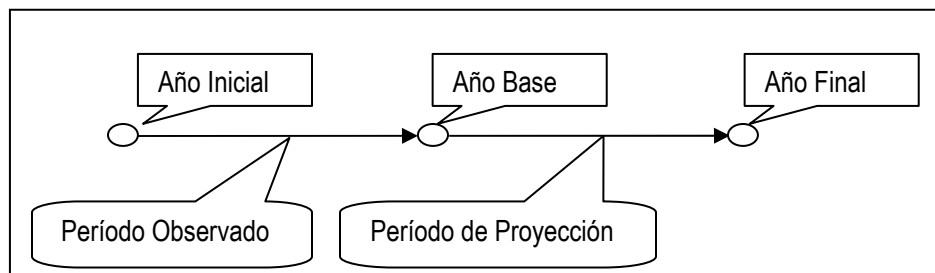 Año Inicial
Año Base
Año Final
Período Observado
Período de Proyección